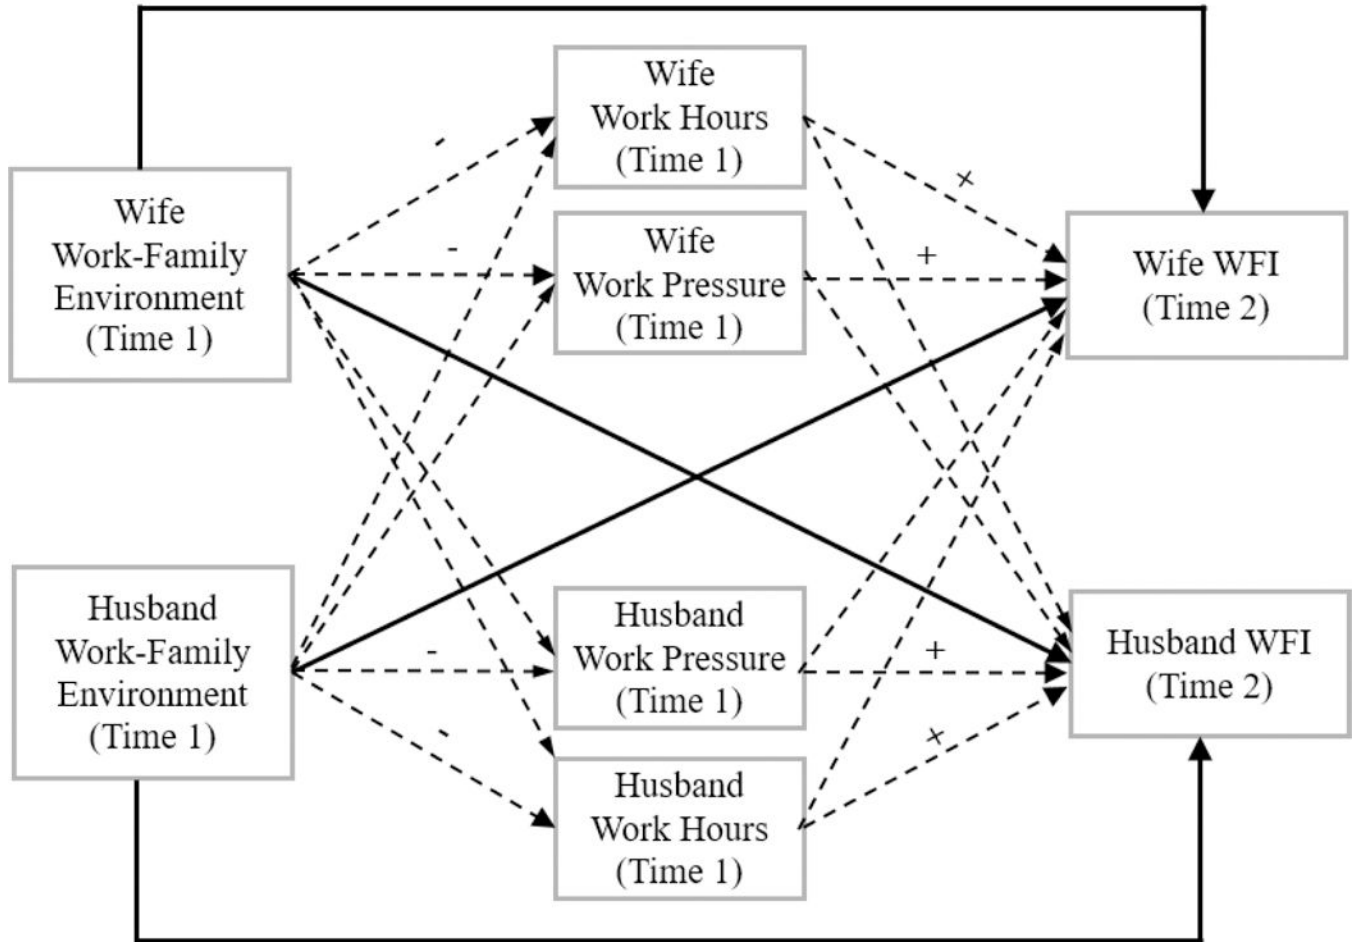 Wife
Work Hours
(Time 1)
Wife
Work-Family
Environment
(Time 1)
-
+
Wife
Work Pressure
(Time 1)
-
+
Wife WFI
(Time 2)
Husband
Work-Family
Environment
(Time 1)
Husband
Work Pressure
(Time 1)
-
+
Husband WFI
(Time 2)
-
+
Husband
Work Hours
(Time 1)